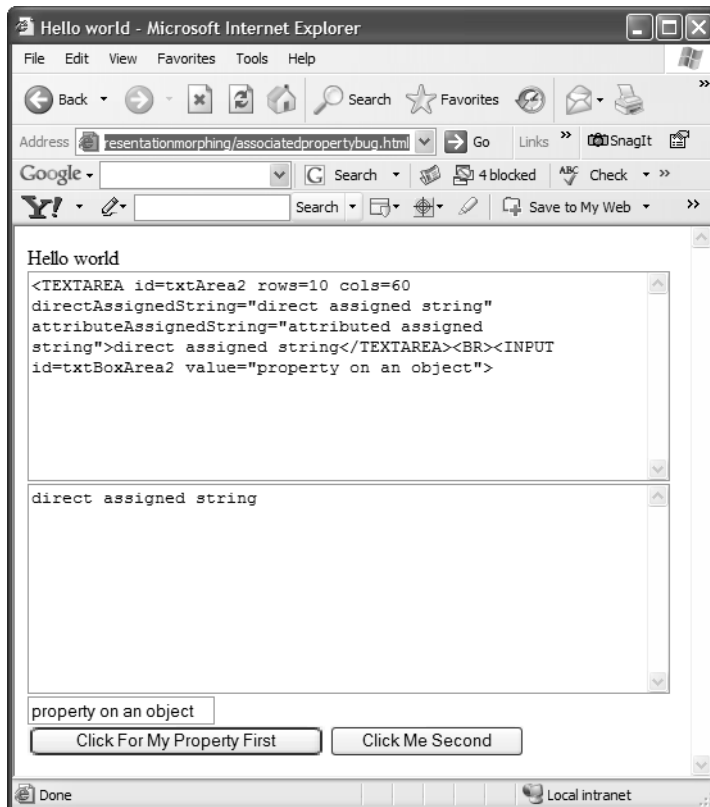 Hello world - Microsoft Internet Explorer
File Edit View Favorites Tools Help
Back Search Favorites
Address resentationmorphing/associatedpropertybug.html Go Links » SnagIt
Google G Search 4 blocked ABC Check »
Y! Search Save to My Web »
Hello world
<TEXTAREA id=txtArea2 rows=10 cols=60
directAssignedString="direct assigned string"
attributeAssignedString="attributed assigned
string">direct assigned string</TEXTAREA><BR><INPUT
id=txtBoxArea2 value="property on an object">
direct assigned string
property on an object
Click For My Property First Click Me Second
Done Local intranet